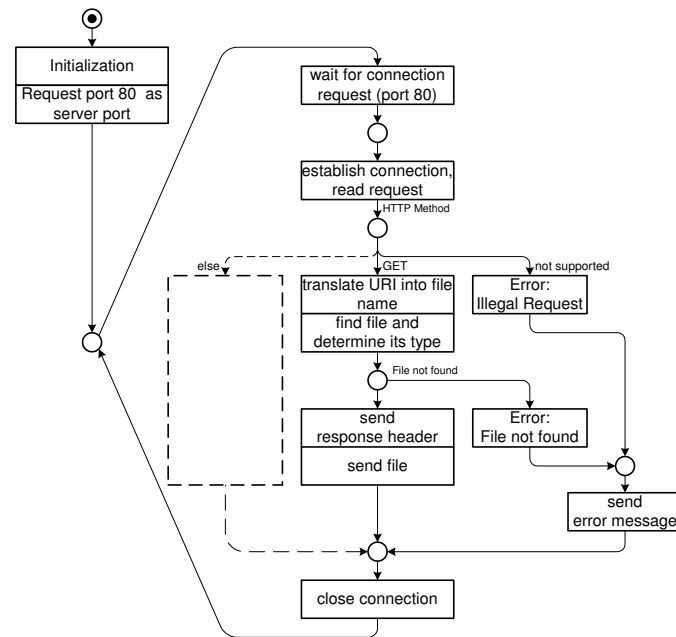 Initialization
Request port 80 as
server port
wait for connection
request (port 80)
establish connection,
read request
HTTP Method
else
GET
not supported
translate URI into file
name
find file and
determine its type
Error:
Illegal Request
File not found
send
response header
send file
Error:
File not found
send
error message
close connection